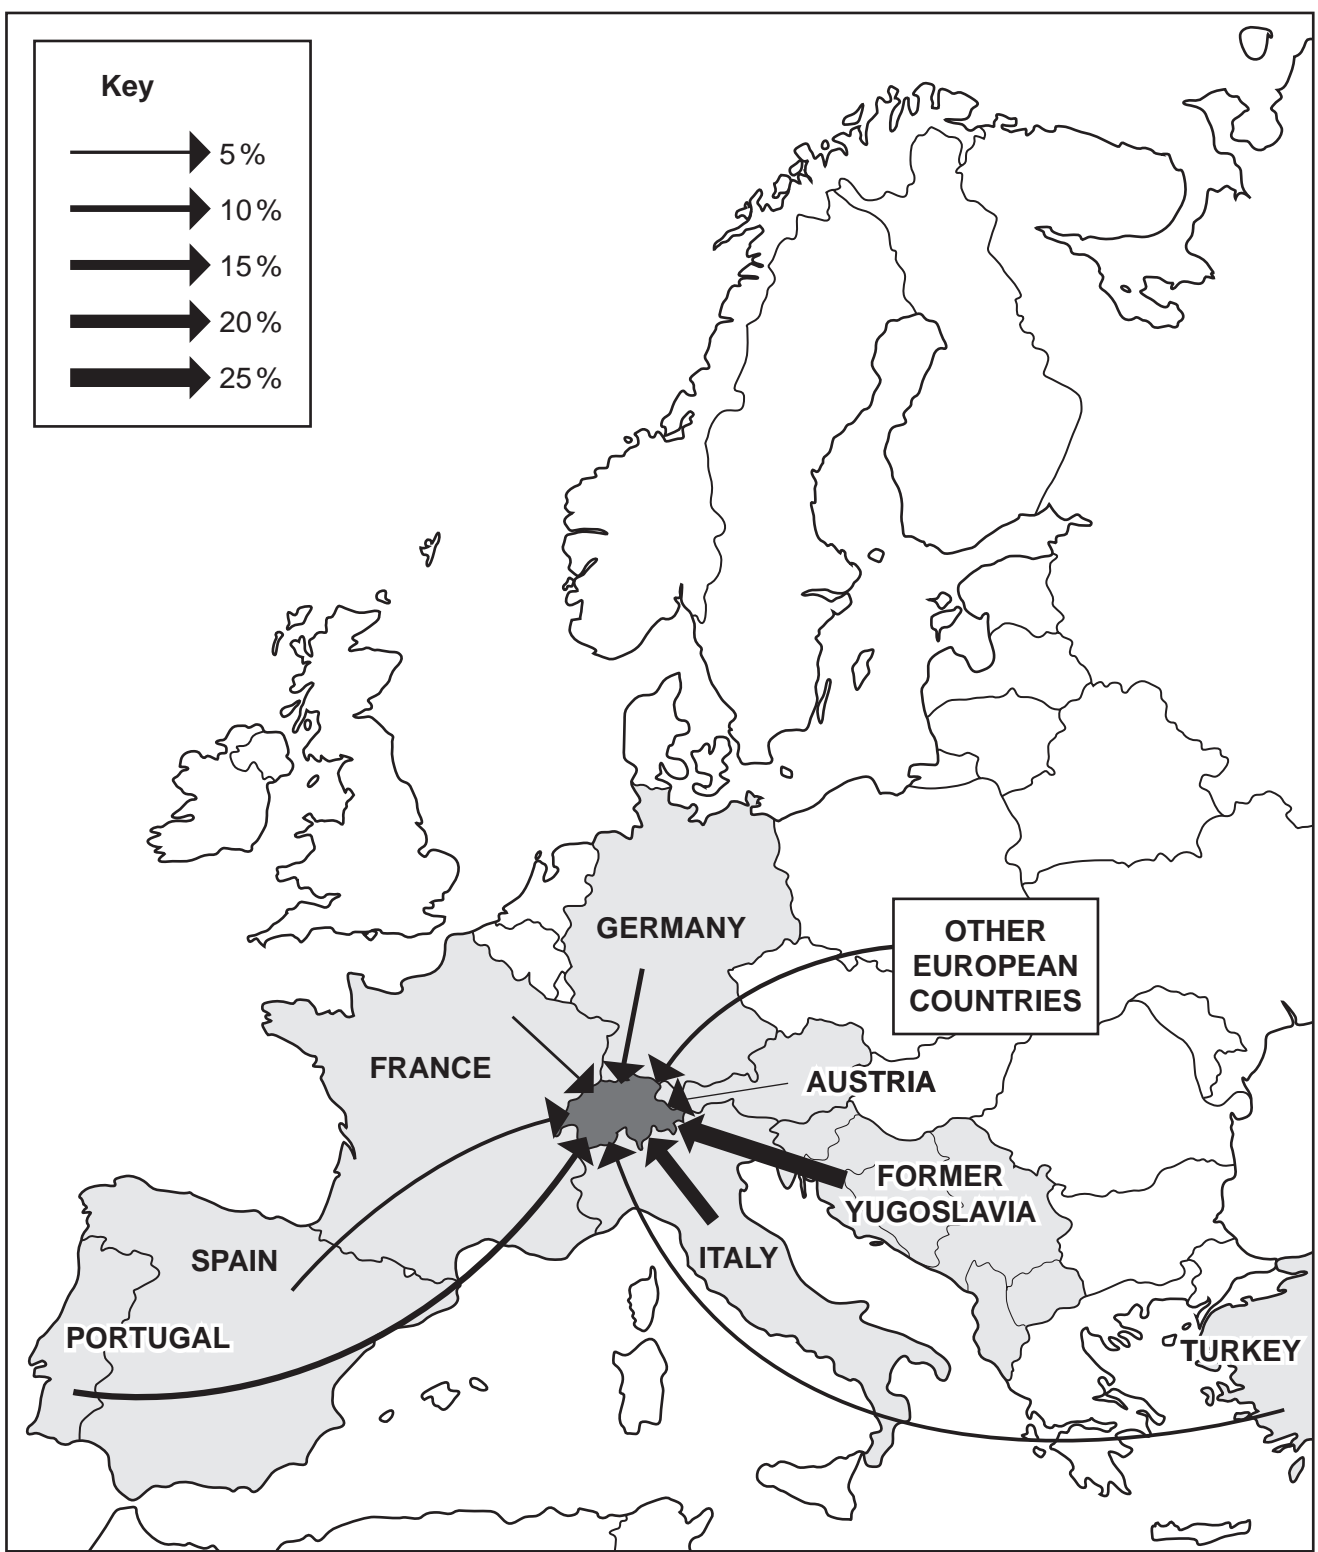 Key
5 %
10 %
15 %
20 %
25 %
GERMANY
OTHER
EUROPEAN
COUNTRIES
FRANCE
AUSTRIA
FORMER
YUGOSLAVIA
SPAIN
ITALY
PORTUGAL
TURKEY